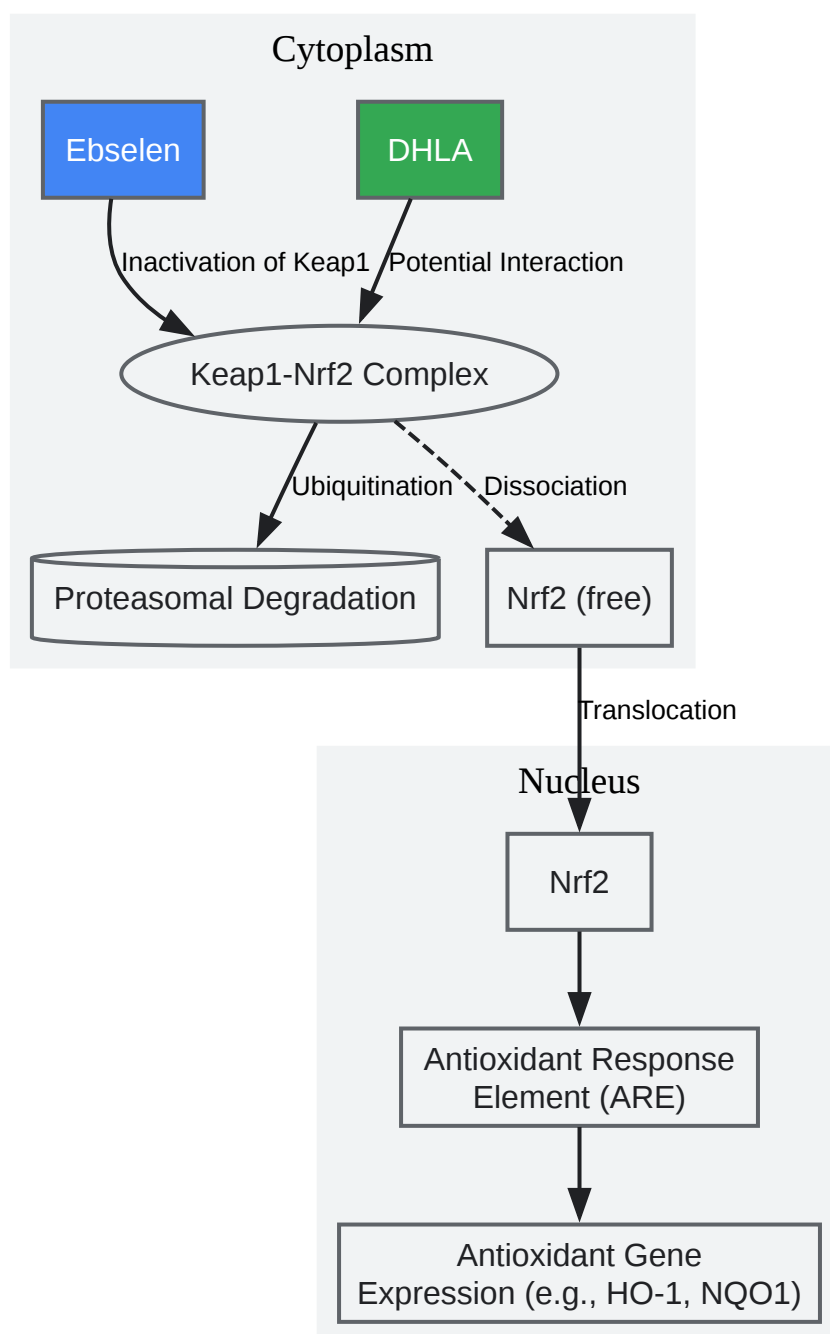 Cytoplasm
Ebselen
DHLA
Inactivation of Keap1
Potential Interaction
Keap1-Nrf2 Complex
Ubiquitination
Dissociation
Proteasomal Degradation
Nrf2 (free)
Translocation
Nucleus
Nrf2
Antioxidant Response
Element (ARE)
Antioxidant Gene
Expression (e.g., HO-1, NQO1)